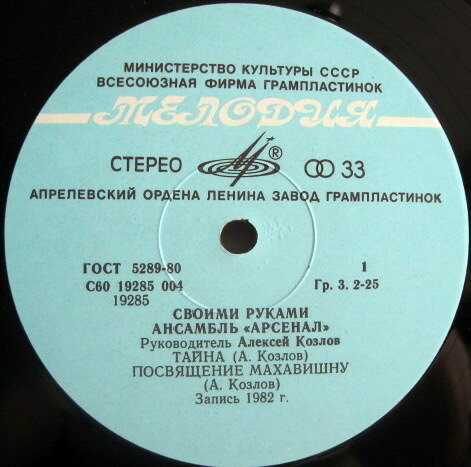 МИНИСТЕРСТВО КУЛЬТУРЫ СССР
ВСЕСОЮЗНАЯ ФИРМА ГРАМПЛАСТИНОК
МЕЛОДИЯ
СТЕРЕО ® 33
АПРЕЛЕВСКИЙ ОРДЕНА ЛЕНИНА ЗАВОД ГРАМПЛАСТИНОК
ГОСТ 5289-80 1
С60 19285 004 Гр. 3. 2-25
19285
СВОИМИ РУКАМИ
АНСАМБЛЬ «АРСЕНАЛ»
Руководитель Алексей Козлов
ТАЙНА (А. Козлов)
ПОСВЯЩЕНИЕ МАХАВИШНУ
(А. Козлов)
Запись 1982 г.